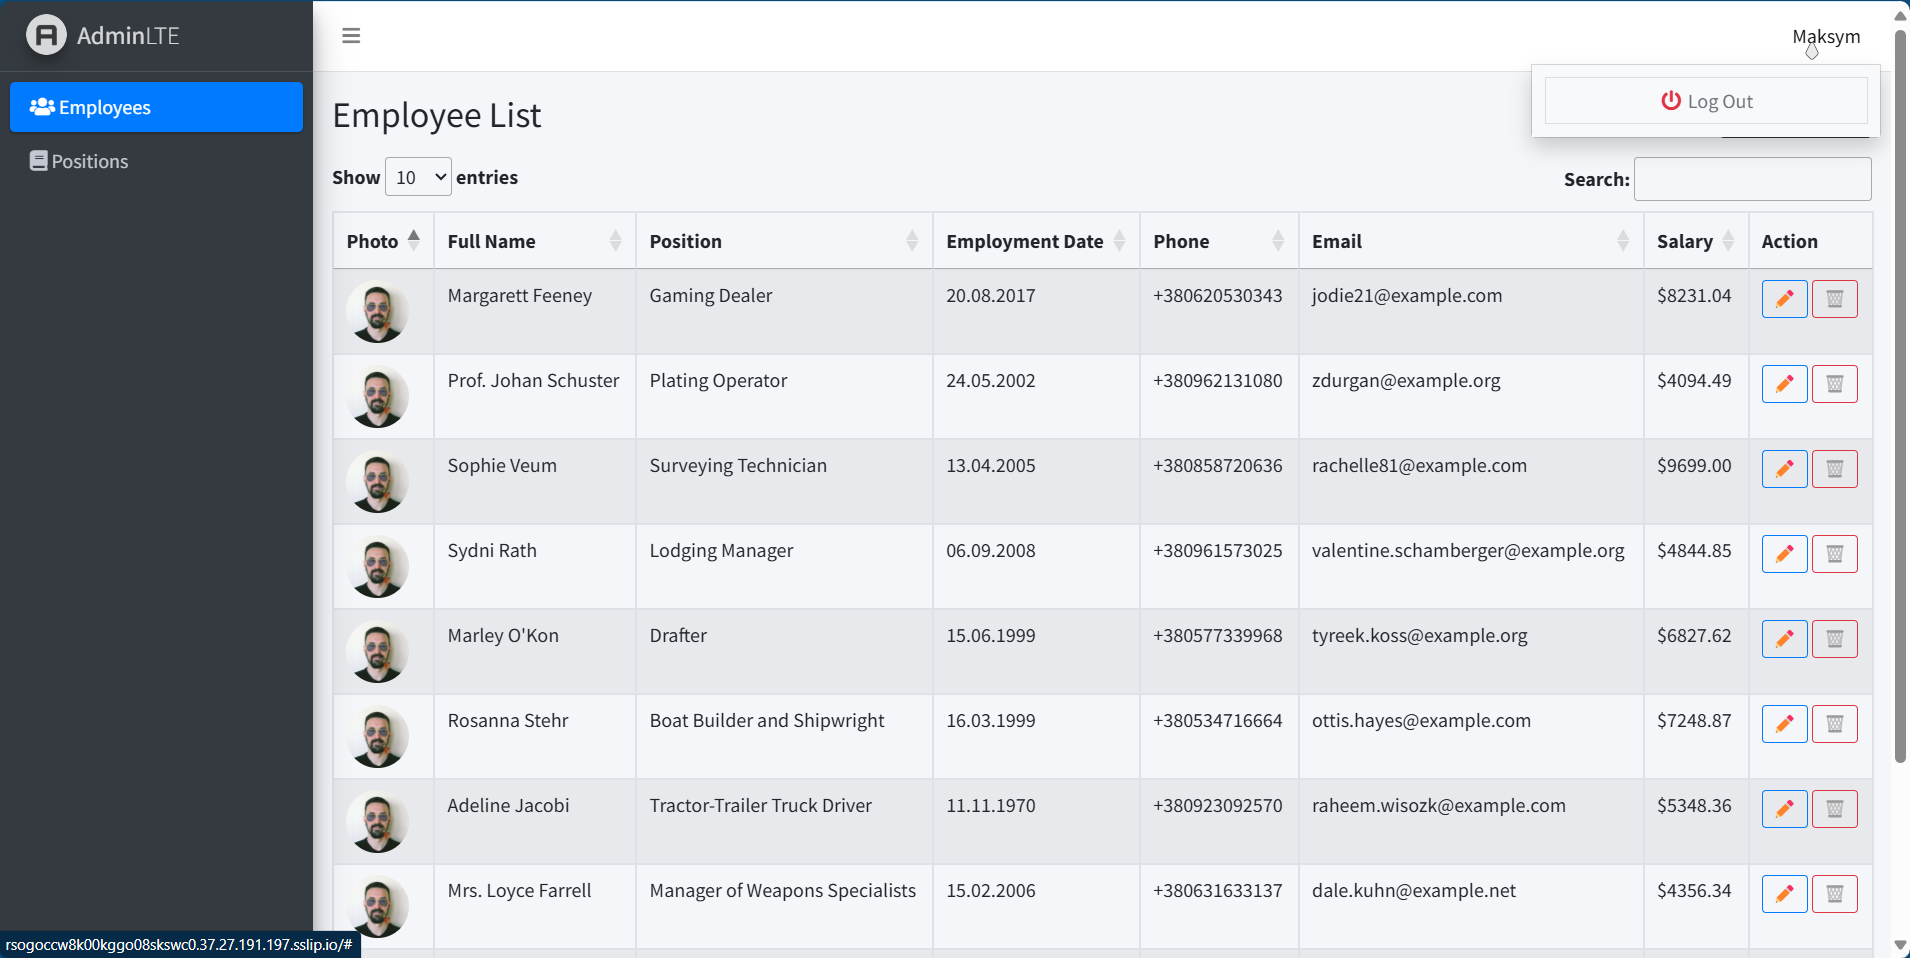 AdminLTE
Maksym
Log Out
Employees
Positions
Employee List
Show 10 entries
Search:
Photo Full Name Position Employment Date Phone Email Salary Action
Margarett Feeney Gaming Dealer 20.08.2017 +380620530343 jodie21@example.com $8231.04
Prof. Johan Schuster Plating Operator 24.05.2002 +380962131080 zdurgan@example.org $4094.49
Sophie Veum Surveying Technician 13.04.2005 +380858720636 rachelle81@example.com $9699.00
Sydni Rath Lodging Manager 06.09.2008 +380961573025 valentine.schamberger@example.org $4844.85
Marley O'Kon Drafter 15.06.1999 +380577339968 tyreek.koss@example.org $6827.62
Rosanna Stehr Boat Builder and Shipwright 16.03.1999 +380534716664 ottis.hayes@example.com $7248.87
Adeline Jacobi Tractor-Trailer Truck Driver 11.11.1970 +380923092570 raheem.wisozk@example.com $5348.36
Mrs. Loyce Farrell Manager of Weapons Specialists 15.02.2006 +380631633137 dale.kuhn@example.net $4356.34
rsogoccw8k00kggo08skswc0.37.27.191.197.sslip.io/#